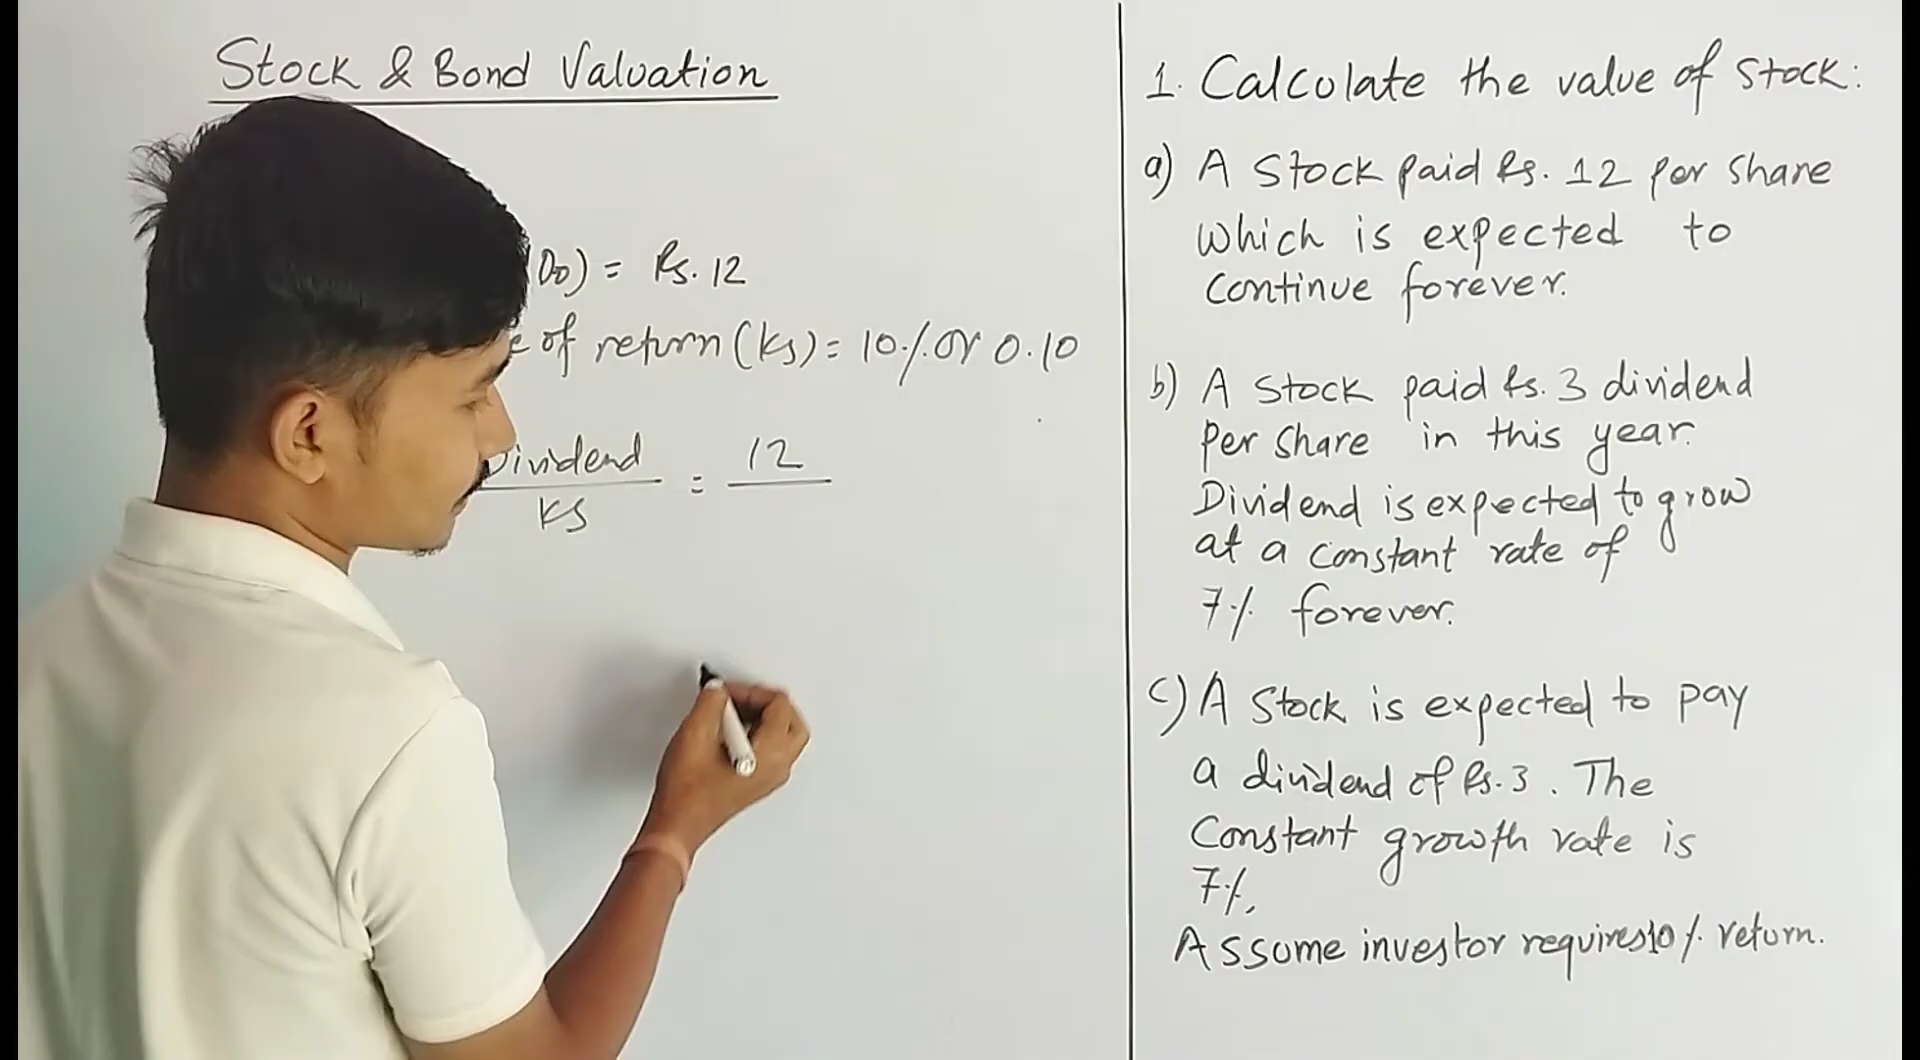 Stock & Bond Valuation
(D0) = Rs. 12
of return (Ks) = 10% or 0.10
Dividend
= 12
Ks
1. Calculate the value of Stock:
a) A Stock paid Rs. 12 per share
which is expected to
Continue forever.
b) A Stock paid Rs. 3 dividend
Per Share in this year.
Dividend is expected to grow
at a constant rate of
7% forever.
c) A Stock is expected to pay
a dividend of Rs. 3. The
Constant growth rate is
7%,
Assume investor requires 10% return.